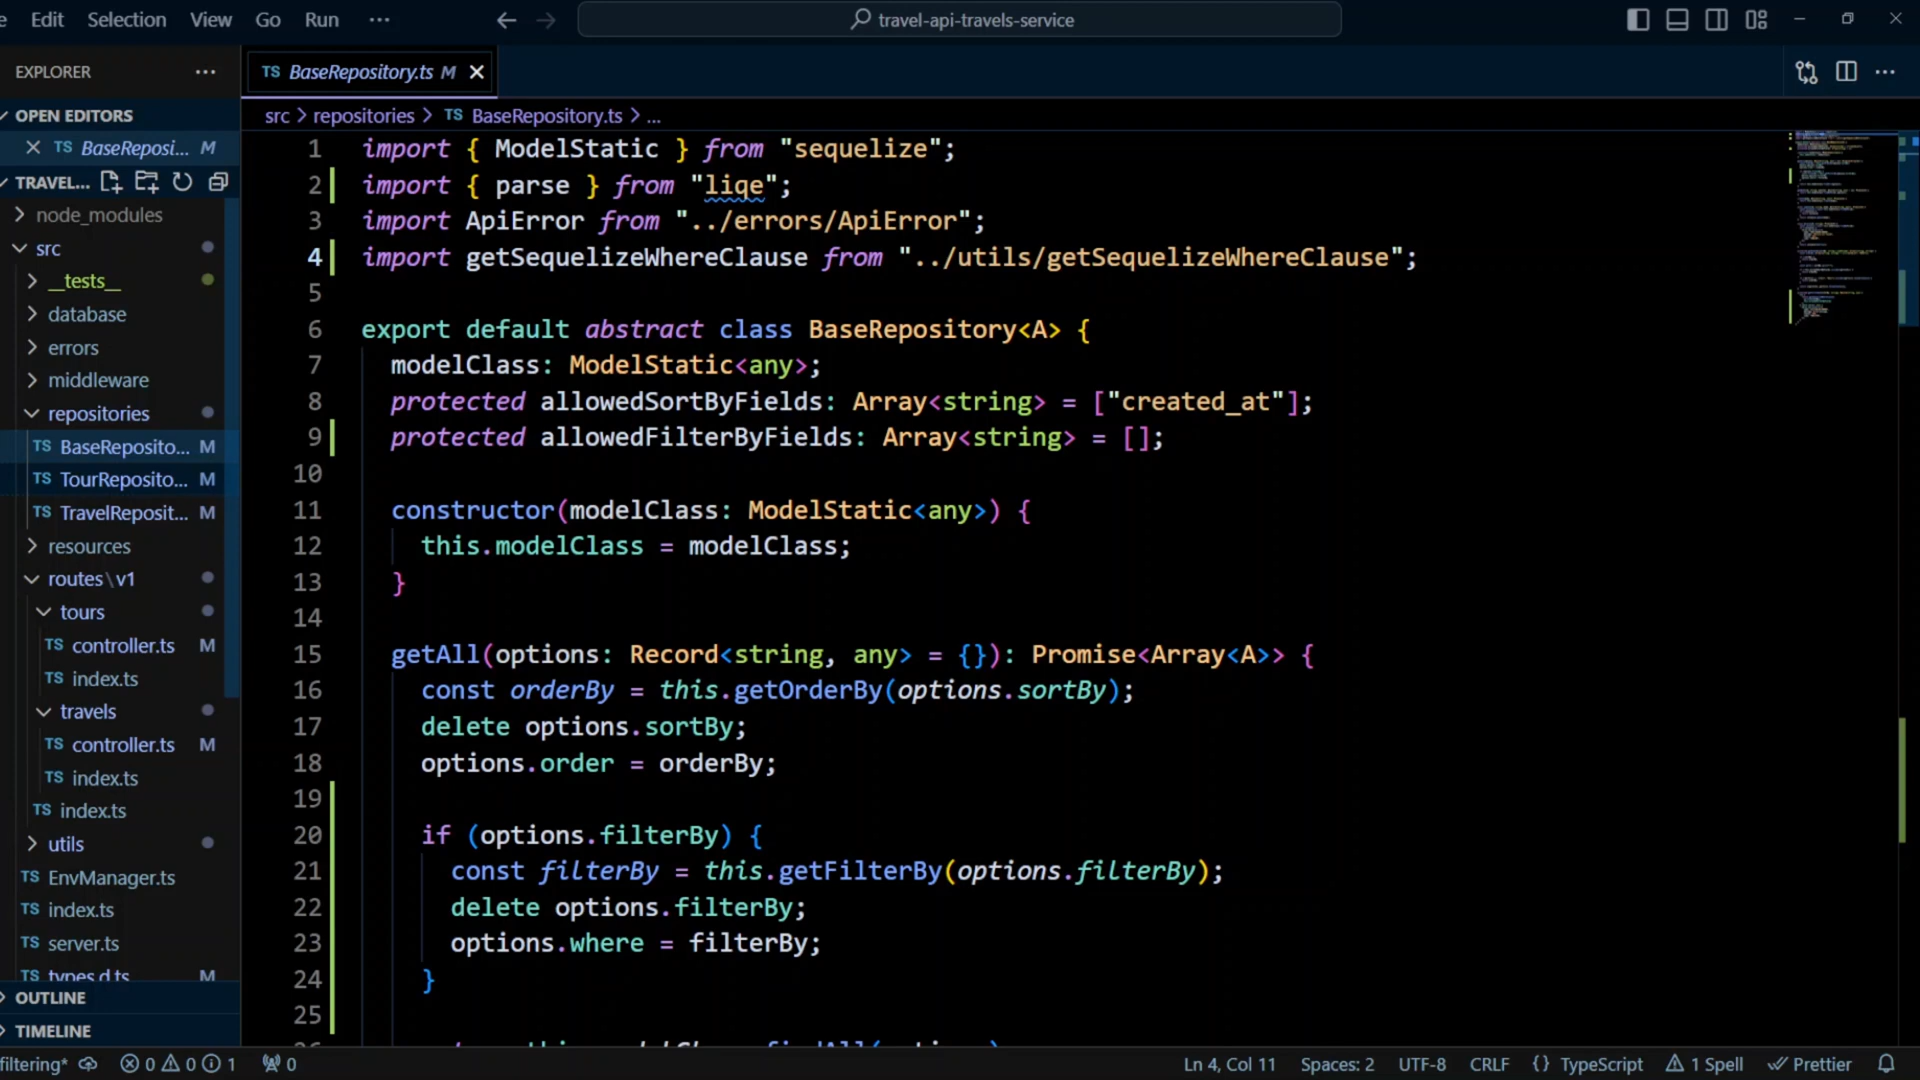 Edit Selection View Go Run ···
travel-api-travels-service
EXPLORER ···
OPEN EDITORS
TS BaseReposi... M
TRAVEL...
node_modules
src
__tests__
database
errors
middleware
repositories
TS BaseReposito... M
TS TourReposito... M
TS TravelReposit... M
resources
routes\v1
tours
TS controller.ts M
TS index.ts
travels
TS controller.ts M
TS index.ts
TS index.ts
utils
TS EnvManager.ts
TS index.ts
TS server.ts
TS types.d.ts M
OUTLINE
TIMELINE
TS BaseRepository.ts M
src > repositories > TS BaseRepository.ts > ...
1 import { ModelStatic } from "sequelize";
2 import { parse } from "liqe";
3 import ApiError from "../errors/ApiError";
4 import getSequelizeWhereClause from "../utils/getSequelizeWhereClause";
5
6 export default abstract class BaseRepository<A> {
7 modelClass: ModelStatic<any>;
8 protected allowedSortByFields: Array<string> = ["created_at"];
9 protected allowedFilterByFields: Array<string> = [];
10
11 constructor(modelClass: ModelStatic<any>) {
12 this.modelClass = modelClass;
13 }
14
15 getAll(options: Record<string, any> = {}): Promise<Array<A>> {
16 const orderBy = this.getOrderBy(options.sortBy);
17 delete options.sortBy;
18 options.order = orderBy;
19
20 if (options.filterBy) {
21 const filterBy = this.getFilterBy(options.filterBy);
22 delete options.filterBy;
23 options.where = filterBy;
24 }
25
filtering* 0 0 1 0 Ln 4, Col 11 Spaces: 2 UTF-8 CRLF {} TypeScript 1 Spell Prettier